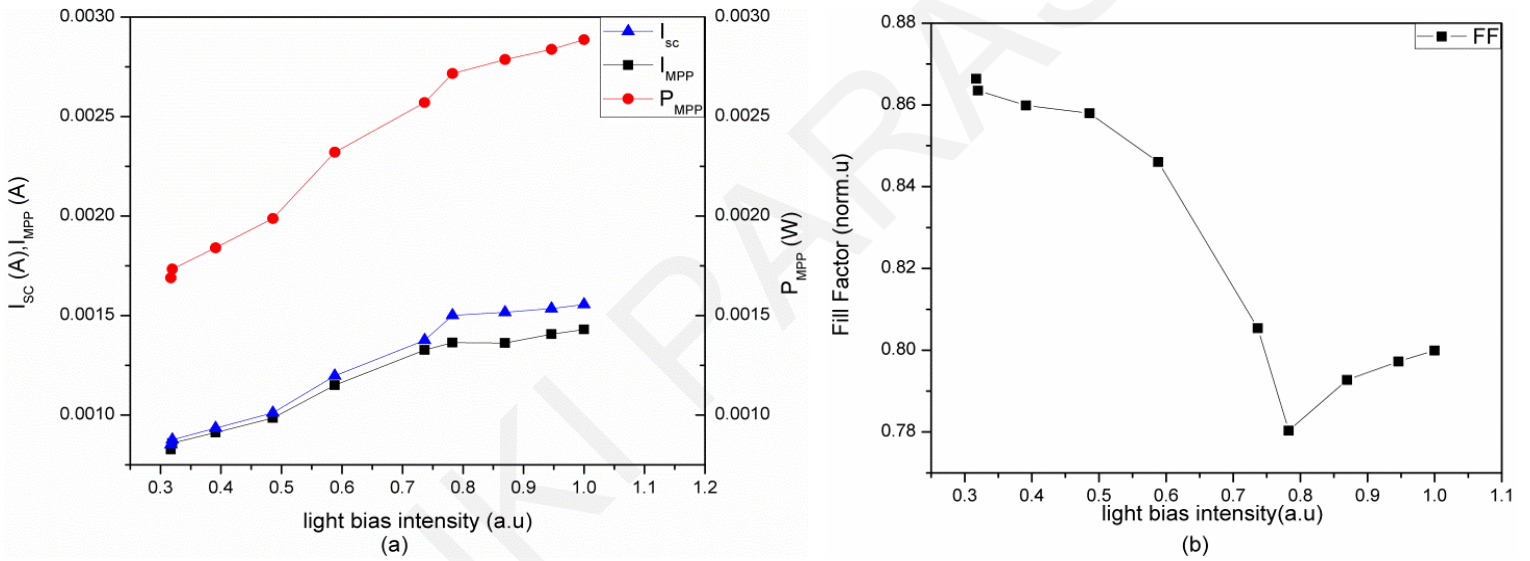 0.0030
0.0025
0.0020
0.0015
0.0010
I_SC (A),I_MPP (A)
0.3 0.4 0.5 0.6 0.7 0.8 0.9 1.0 1.1 1.2
light bias intensity (a.u)
(a)
I_sc
I_MPP
P_MPP
0.0030
0.0025
0.0020
0.0015
0.0010
P_MPP (W)
0.88
0.86
0.84
0.82
0.80
0.78
Fill Factor (norm.u)
FF
0.3 0.4 0.5 0.6 0.7 0.8 0.9 1.0 1.1
light bias intensity(a.u)
(b)